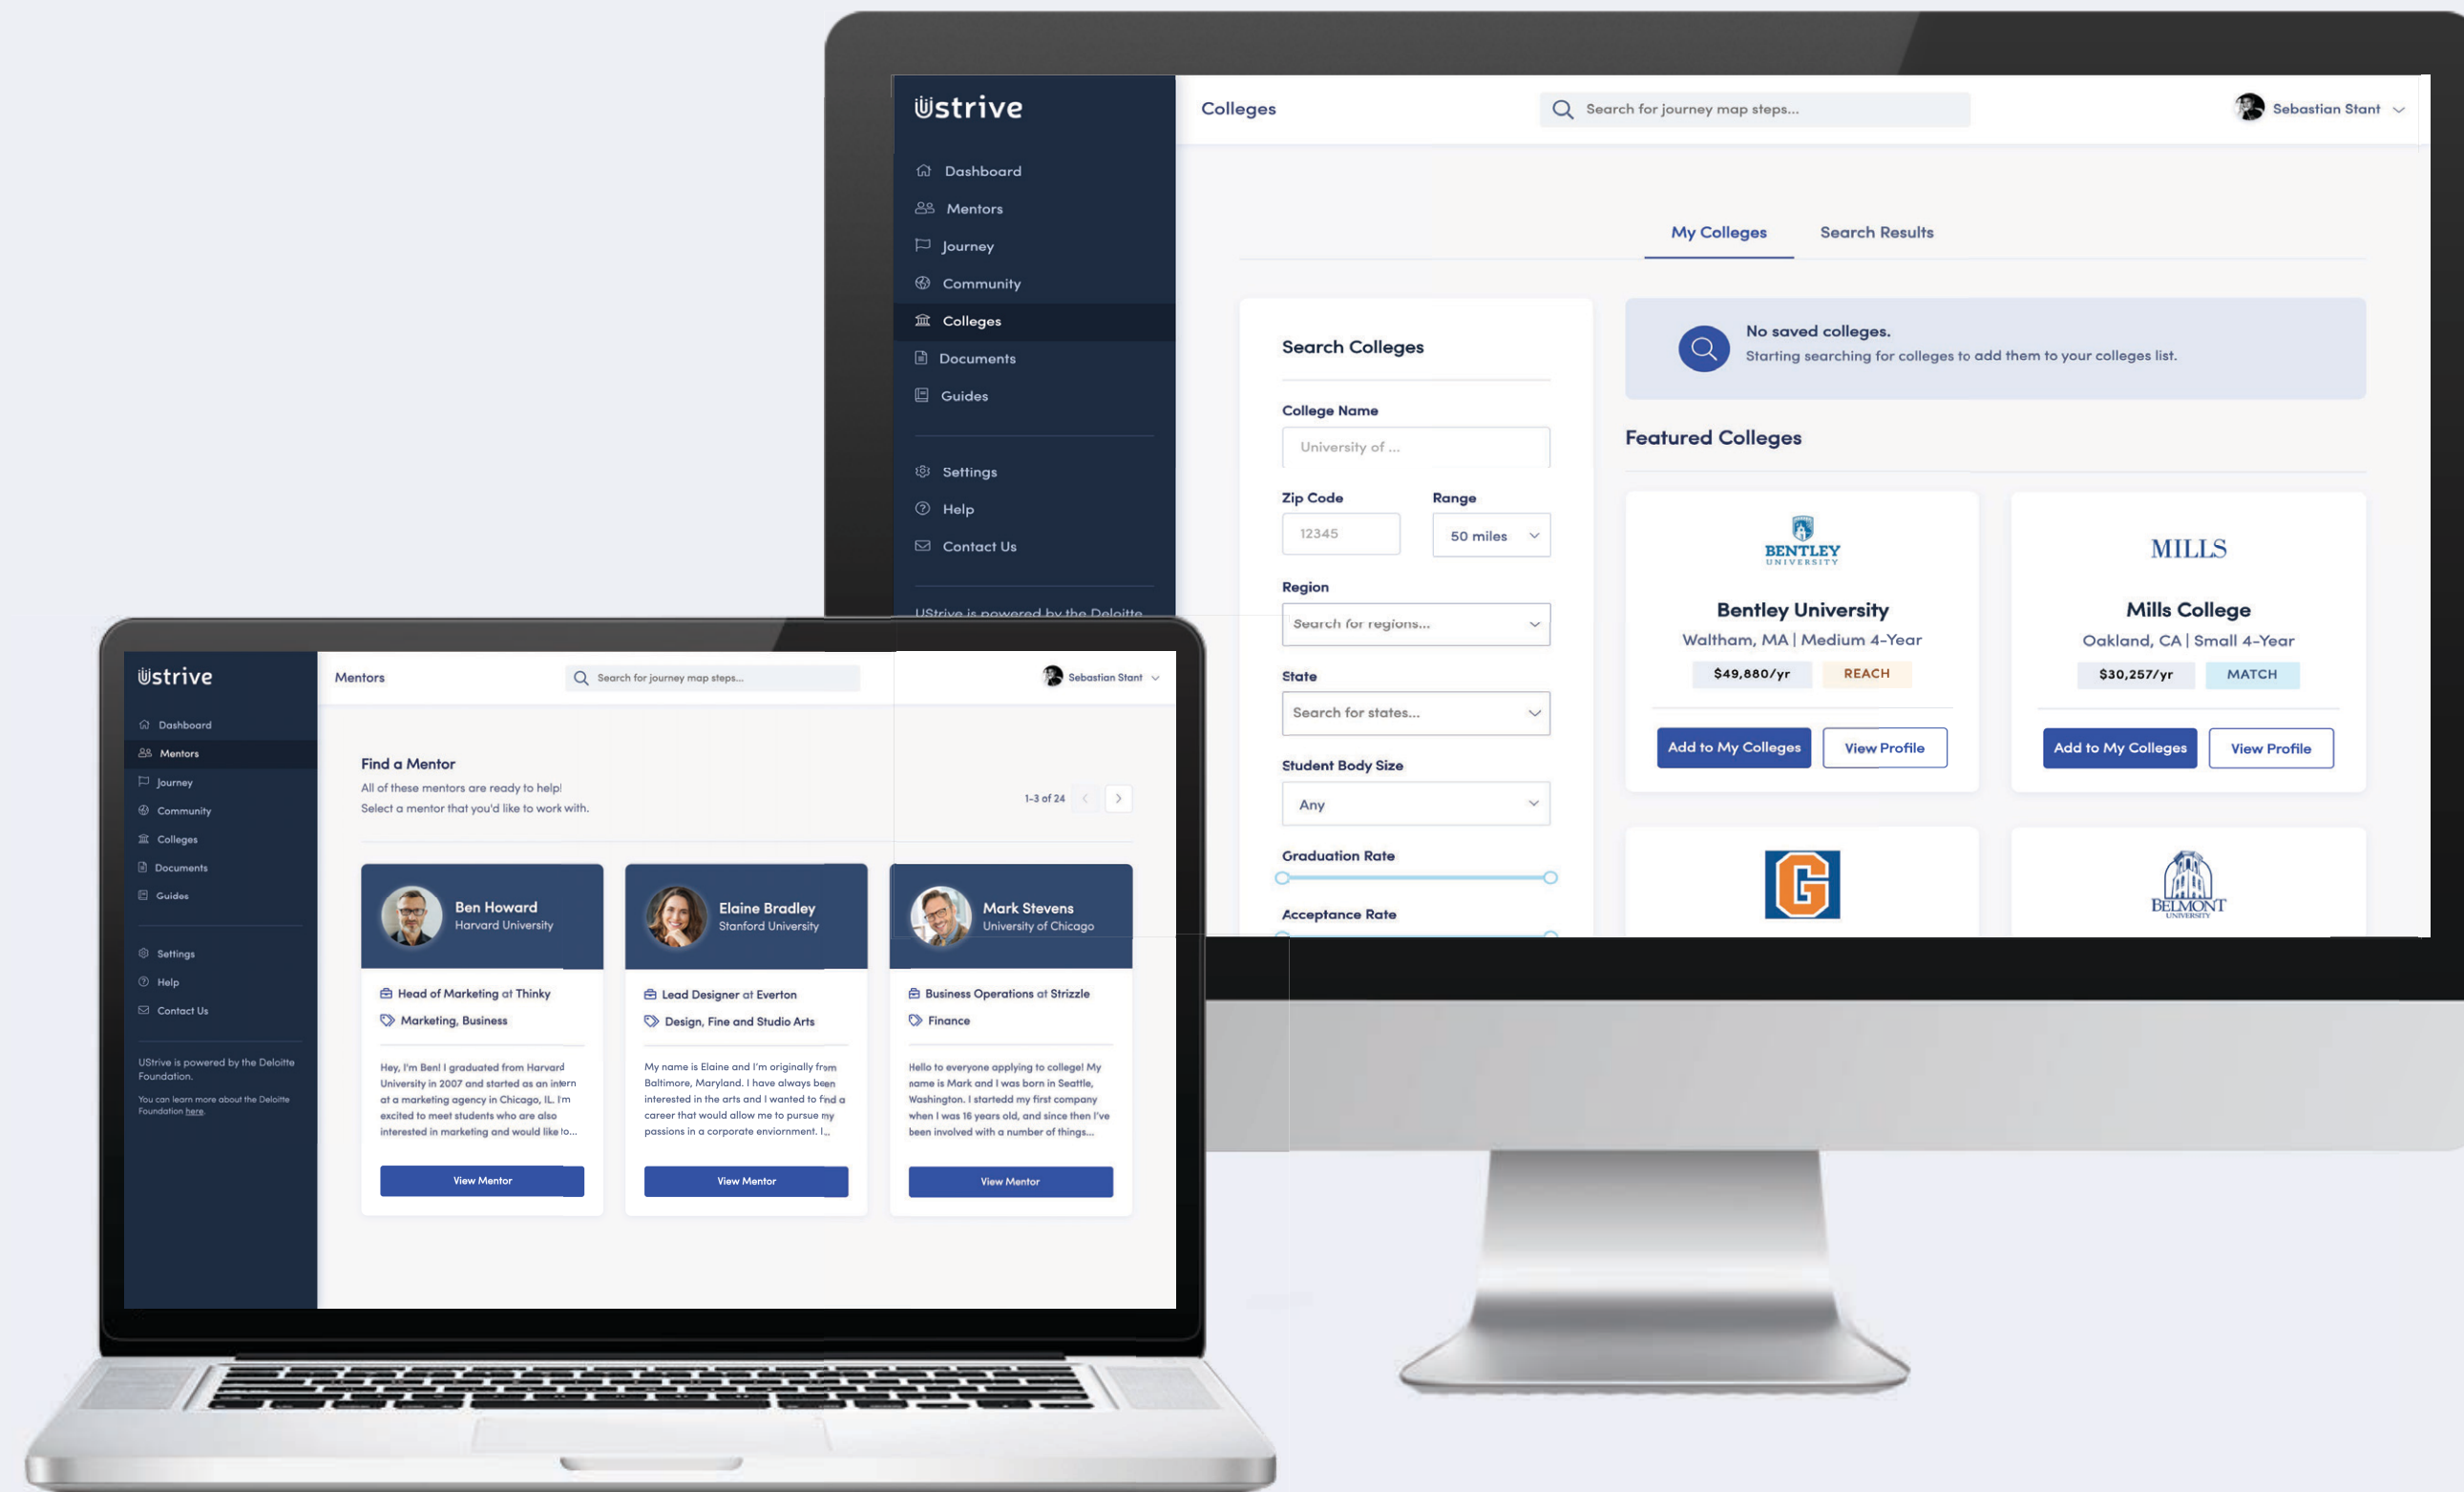 Ustrive
Colleges
Search for journey map steps...
Sebastian Stant
Dashboard
Mentors
Journey
Community
Colleges
Documents
Guides
Settings
Help
Contact Us
UStrive is powered by the Deloitte
My Colleges
Search Results
Search Colleges
College Name
University of ...
Zip Code
Range
12345
50 miles
Region
Search for regions...
State
Search for states...
Student Body Size
Any
Graduation Rate
Acceptance Rate
No saved colleges.
Starting searching for colleges to add them to your colleges list.
Featured Colleges
BENTLEY
UNIVERSITY
Bentley University
Waltham, MA | Medium 4-Year
$49,880/yr
REACH
Add to My Colleges
View Profile
MILLS
Mills College
Oakland, CA | Small 4-Year
$30,257/yr
MATCH
Add to My Colleges
View Profile
G
BELMONT
UNIVERSITY
Ustrive
Mentors
Search for journey map steps...
Sebastian Stant
Dashboard
Mentors
Journey
Community
Colleges
Documents
Guides
Settings
Help
Contact Us
UStrive is powered by the Deloitte
Foundation.
You can learn more about the Deloitte
Foundation here.
Find a Mentor
All of these mentors are ready to help!
Select a mentor that you'd like to work with.
1-3 of 24
Ben Howard
Harvard University
Head of Marketing at Thinky
Marketing, Business
Hey, I'm Ben! I graduated from Harvard
University in 2007 and started as an intern
at a marketing agency in Chicago, IL. I'm
excited to meet students who are also
interested in marketing and would like to...
View Mentor
Elaine Bradley
Stanford University
Lead Designer at Everton
Design, Fine and Studio Arts
My name is Elaine and I'm originally from
Baltimore, Maryland. I have always been
interested in the arts and I wanted to find a
career that would allow me to pursue my
passions in a corporate enviornment. I...
View Mentor
Mark Stevens
University of Chicago
Business Operations at Strizzle
Finance
Hello to everyone applying to college! My
name is Mark and I was born in Seattle,
Washington. I startedd my first company
when I was 16 years old, and since then I've
been involved with a number of things...
View Mentor